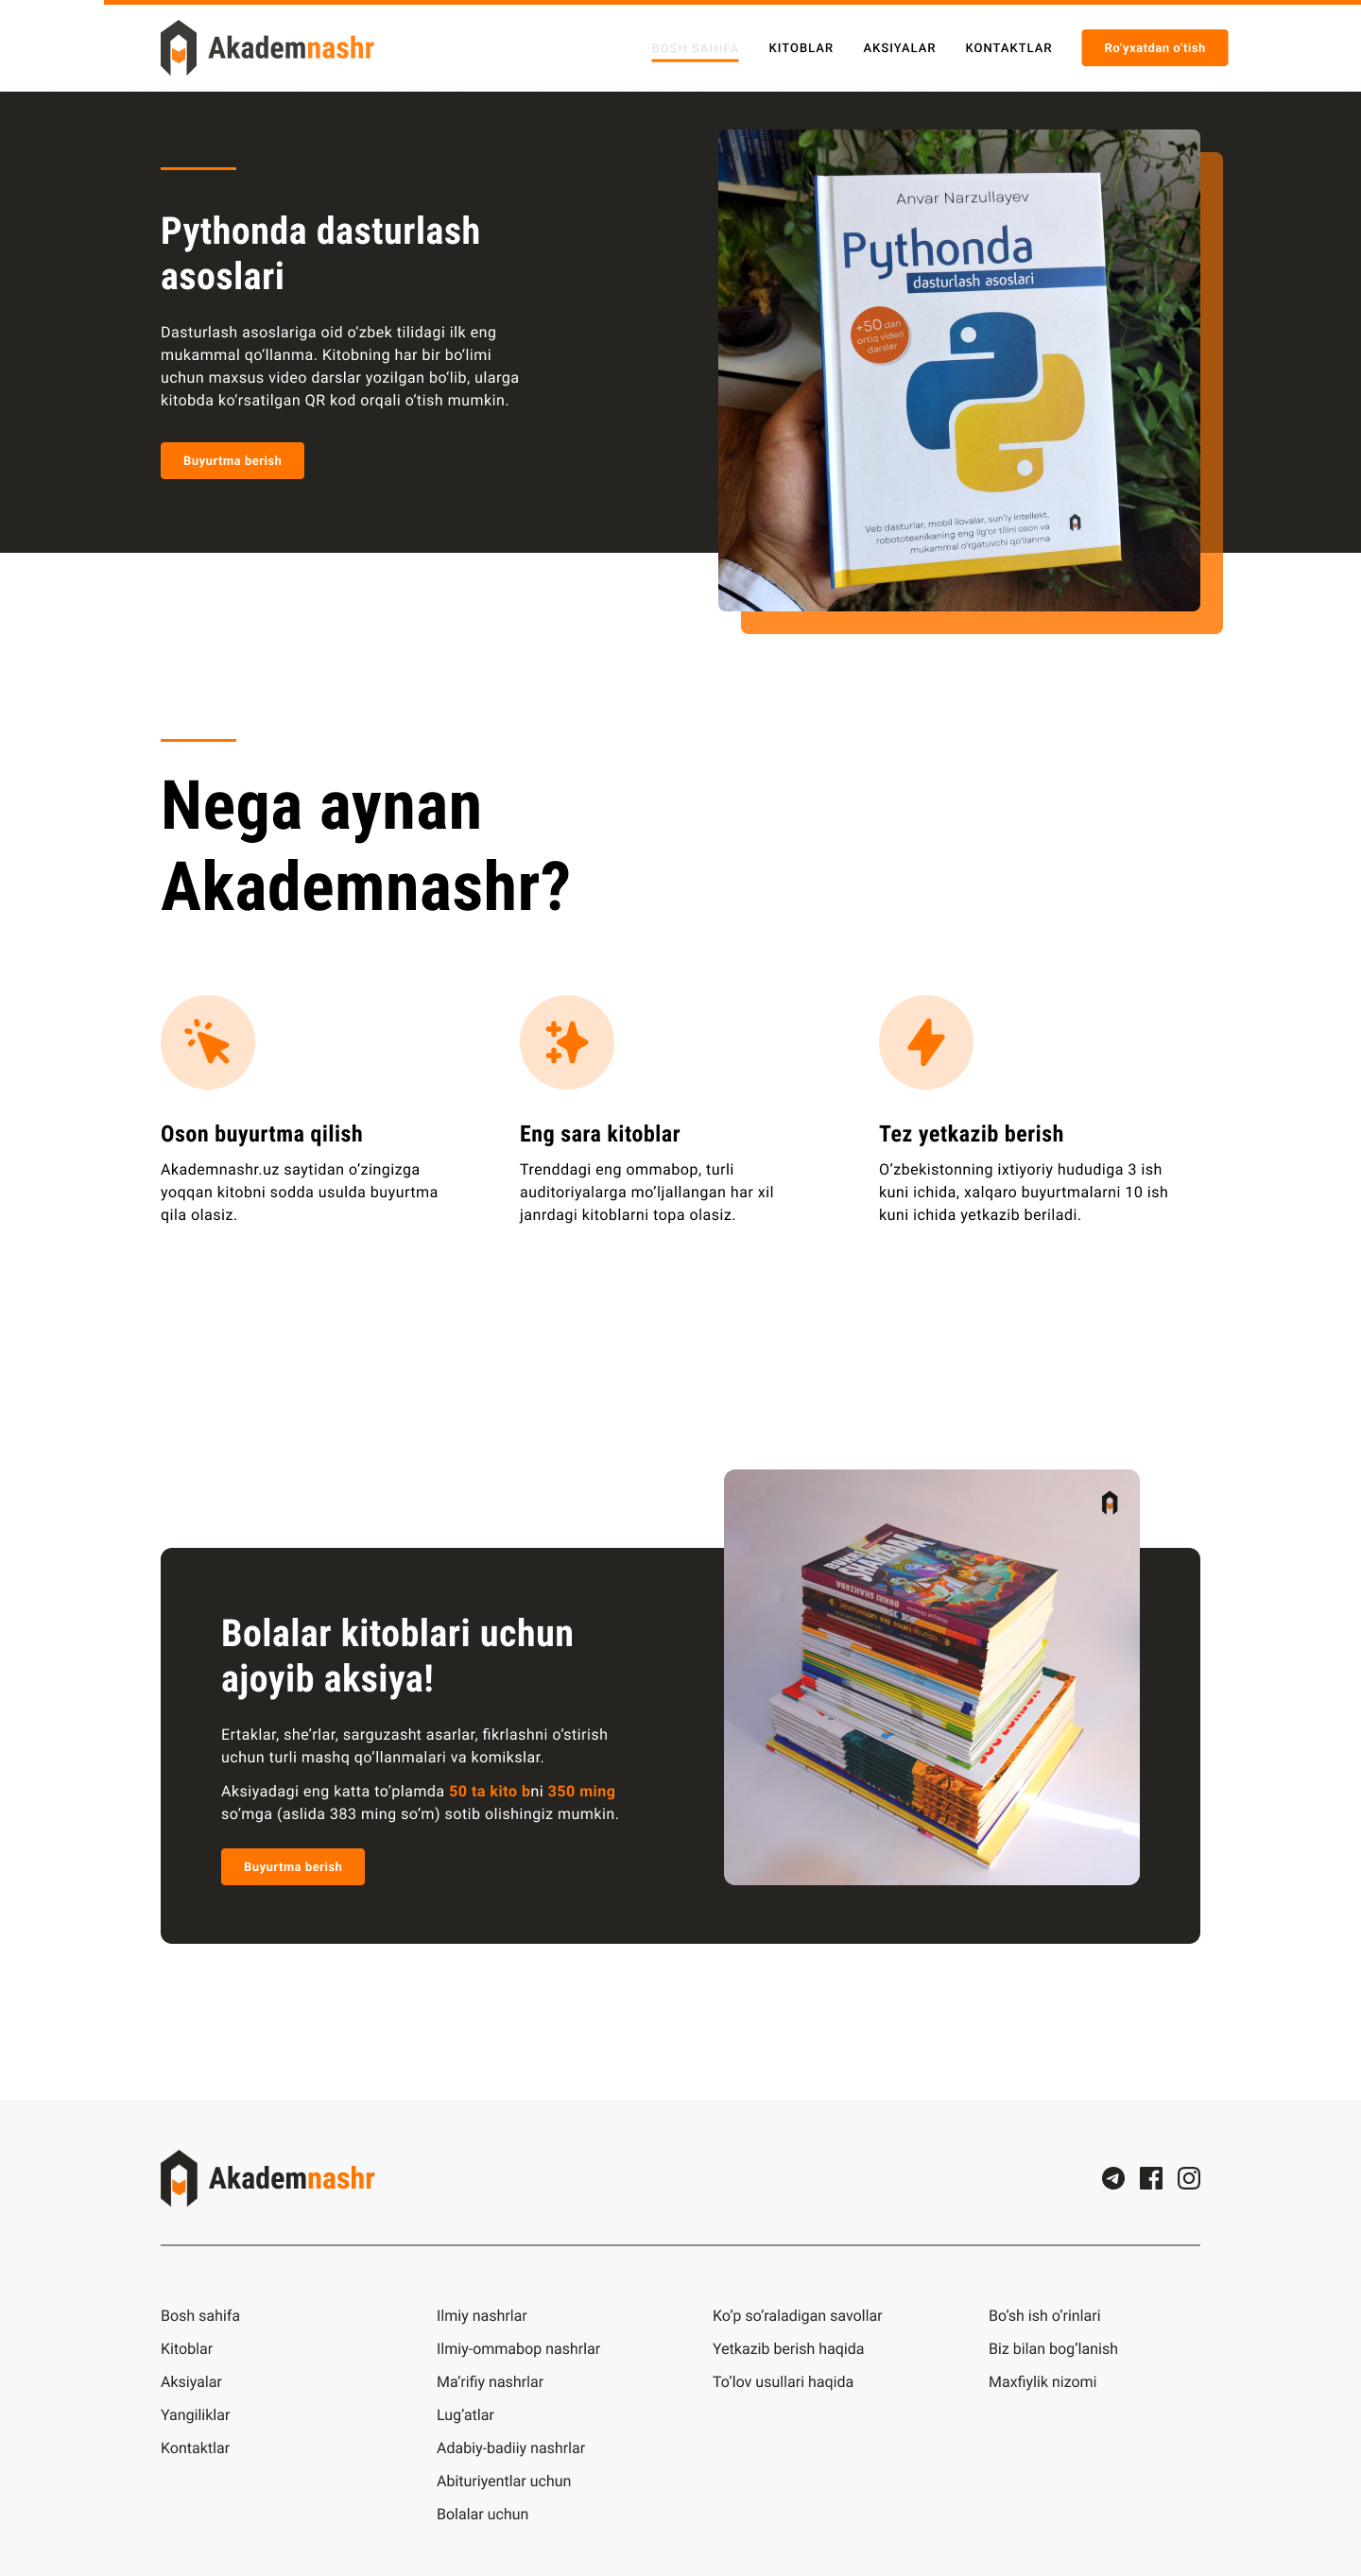 Akademnashr
BOSH SAHIFA
KITOBLAR
AKSIYALAR
KONTAKTLAR
Ro'yxatdan o'tish
Pythonda dasturlash
asoslari
Dasturlash asoslariga oid o‘zbek tilidagi ilk eng
mukammal qo‘llanma. Kitobning har bir bo‘limi
uchun maxsus video darslar yozilgan bo‘lib, ularga
kitobda ko‘rsatilgan QR kod orqali o‘tish mumkin.
Buyurtma berish
Anvar Narzullayev
Pythonda
dasturlash asoslari
+50 dan
ortiq video
darslar
Veb dasturlar, mobil ilovalar, sun'iy intellekt,
robototexnikaning eng ilg'or tilini oson va
mukammal o'rgatuvchi qo'llanma
Nega aynan
Akademnashr?
Oson buyurtma qilish
Akademnashr.uz saytidan o’zingizga
yoqqan kitobni sodda usulda buyurtma
qila olasiz.
Eng sara kitoblar
Trenddagi eng ommabop, turli
auditoriyalarga mo’ljallangan har xil
janrdagi kitoblarni topa olasiz.
Tez yetkazib berish
O’zbekistonning ixtiyoriy hududiga 3 ish
kuni ichida, xalqaro buyurtmalarni 10 ish
kuni ichida yetkazib beriladi.
Bolalar kitoblari uchun
ajoyib aksiya!
Ertaklar, she’rlar, sarguzasht asarlar, fikrlashni o’stirish
uchun turli mashq qo’llanmalari va komikslar.
Aksiyadagi eng katta to’plamda 50 ta kito bni 350 ming
so’mga (aslida 383 ming so’m) sotib olishingiz mumkin.
Buyurtma berish
BUKRI SHAHZODA
Akademnashr
Bosh sahifa
Kitoblar
Aksiyalar
Yangiliklar
Kontaktlar
Ilmiy nashrlar
Ilmiy-ommabop nashrlar
Ma’rifiy nashrlar
Lug’atlar
Adabiy-badiiy nashrlar
Abituriyentlar uchun
Bolalar uchun
Ko’p so’raladigan savollar
Yetkazib berish haqida
To’lov usullari haqida
Bo’sh ish o’rinlari
Biz bilan bog’lanish
Maxfiylik nizomi